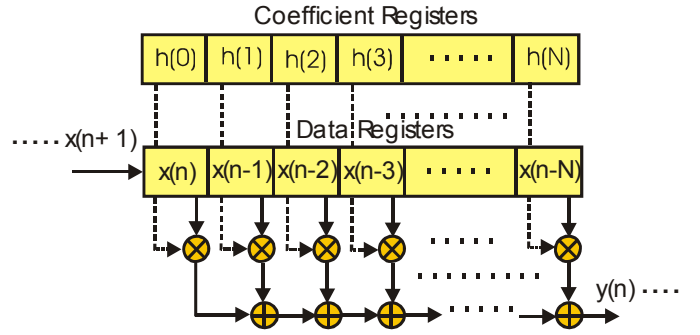 Coefficient Registers
h(0) h(1) h(2) h(3) ..... h(N)
.........
Data Registers
..... x(n+1)
x(n) x(n-1) x(n-2) x(n-3) ..... x(n-N)
y(n) ....